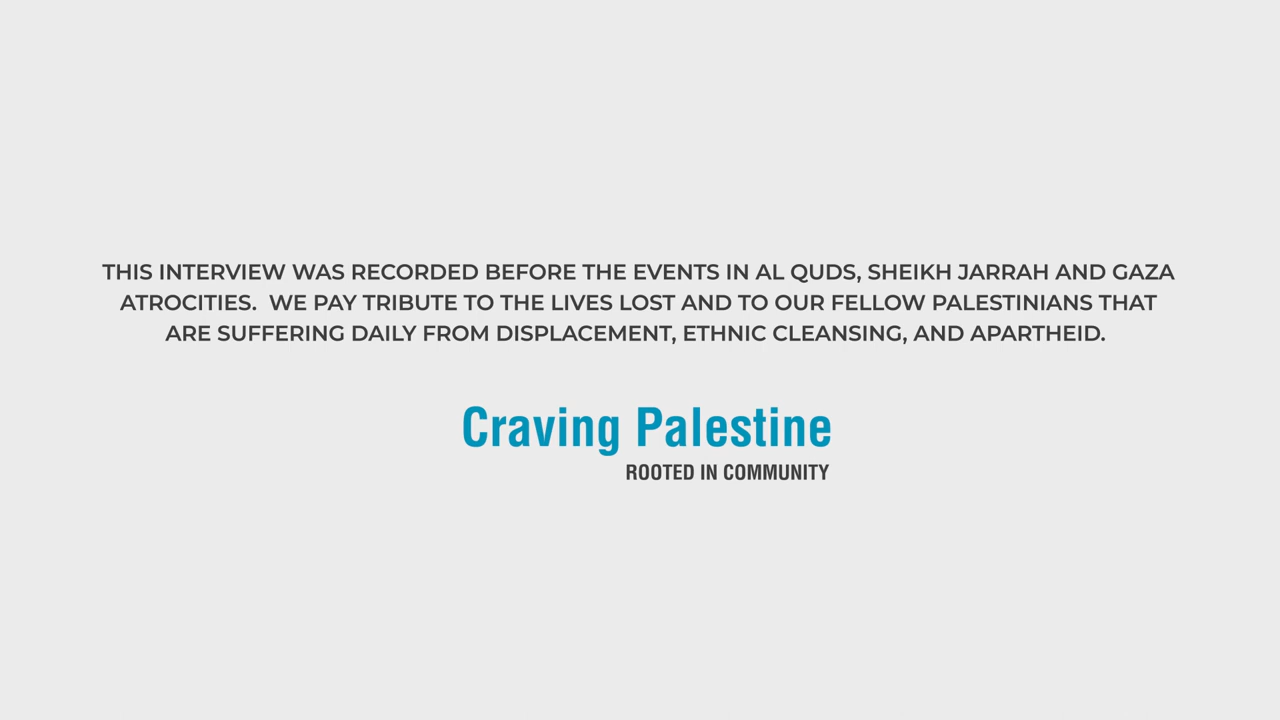 THIS INTERVIEW WAS RECORDED BEFORE THE EVENTS IN AL QUDS, SHEIKH JARRAH AND GAZA
ATROCITIES.  WE PAY TRIBUTE TO THE LIVES LOST AND TO OUR FELLOW PALESTINIANS THAT
ARE SUFFERING DAILY FROM DISPLACEMENT, ETHNIC CLEANSING, AND APARTHEID.
Craving Palestine
ROOTED IN COMMUNITY